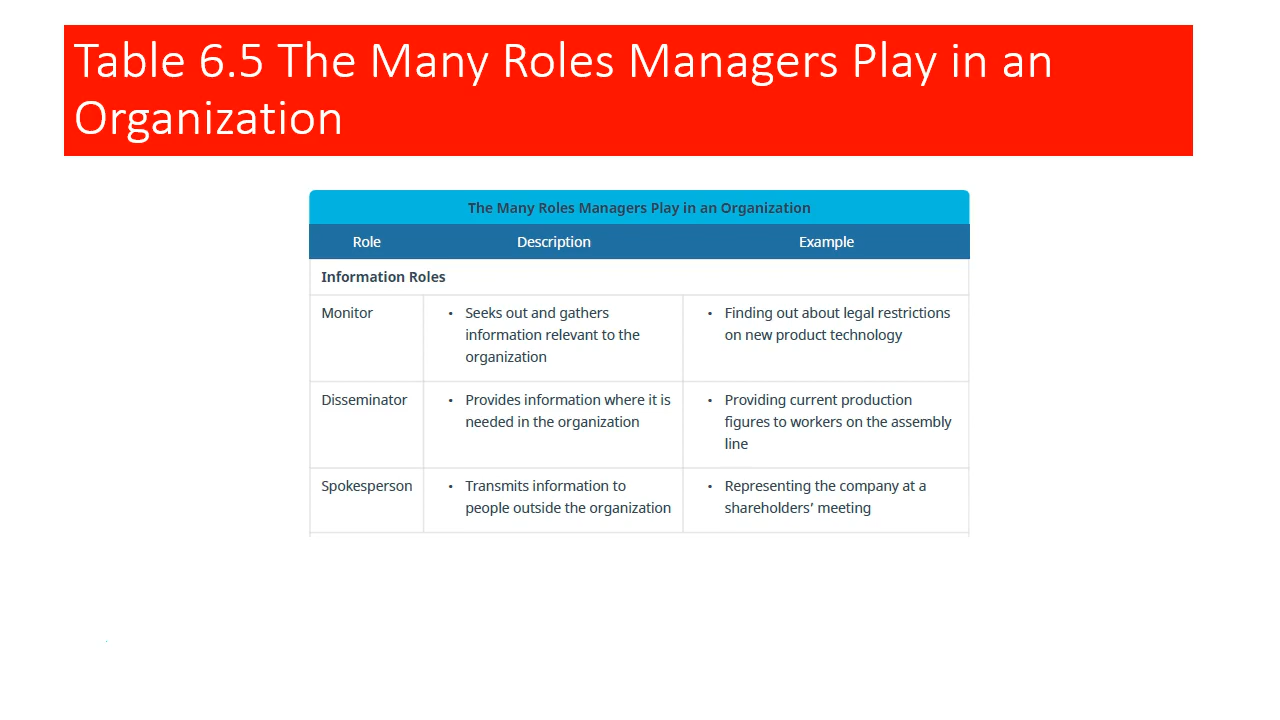 Table 6.5 The Many Roles Managers Play in an
Organization
The Many Roles Managers Play in an Organization
Role Description Example
Information Roles
Monitor
• Seeks out and gathers
information relevant to the
organization
• Finding out about legal restrictions
on new product technology
Disseminator
• Provides information where it is
needed in the organization
• Providing current production
figures to workers on the assembly
line
Spokesperson
• Transmits information to
people outside the organization
• Representing the company at a
shareholders’ meeting